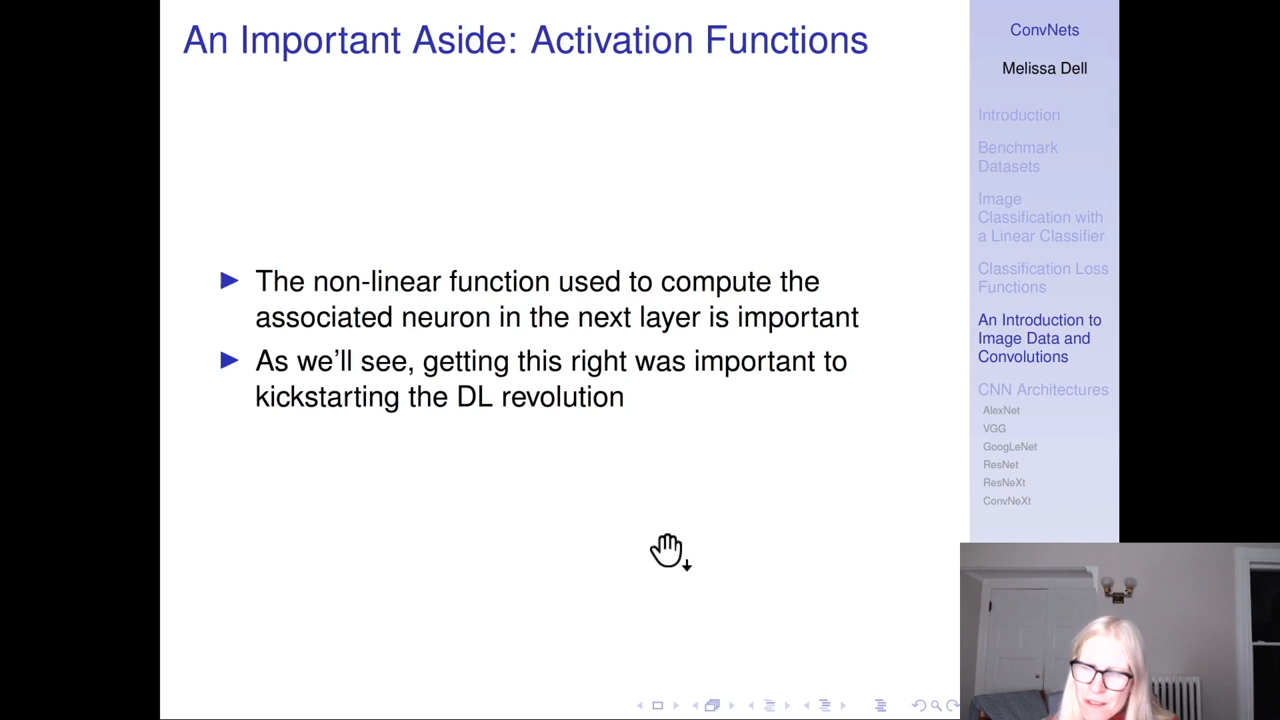 An Important Aside: Activation Functions
▶ The non-linear function used to compute the
associated neuron in the next layer is important
▶ As we'll see, getting this right was important to
kickstarting the DL revolution
ConvNets
Melissa Dell
Introduction
Benchmark
Datasets
Image
Classification with
a Linear Classifier
Classification Loss
Functions
An Introduction to
Image Data and
Convolutions
CNN Architectures
AlexNet
VGG
GoogLeNet
ResNet
ResNeXt
ConvNeXt